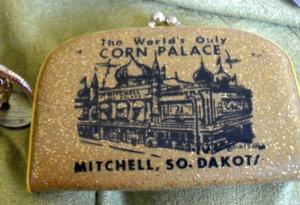 The World's Only
CORN PALACE
MITCHELL, SO. DAKOT